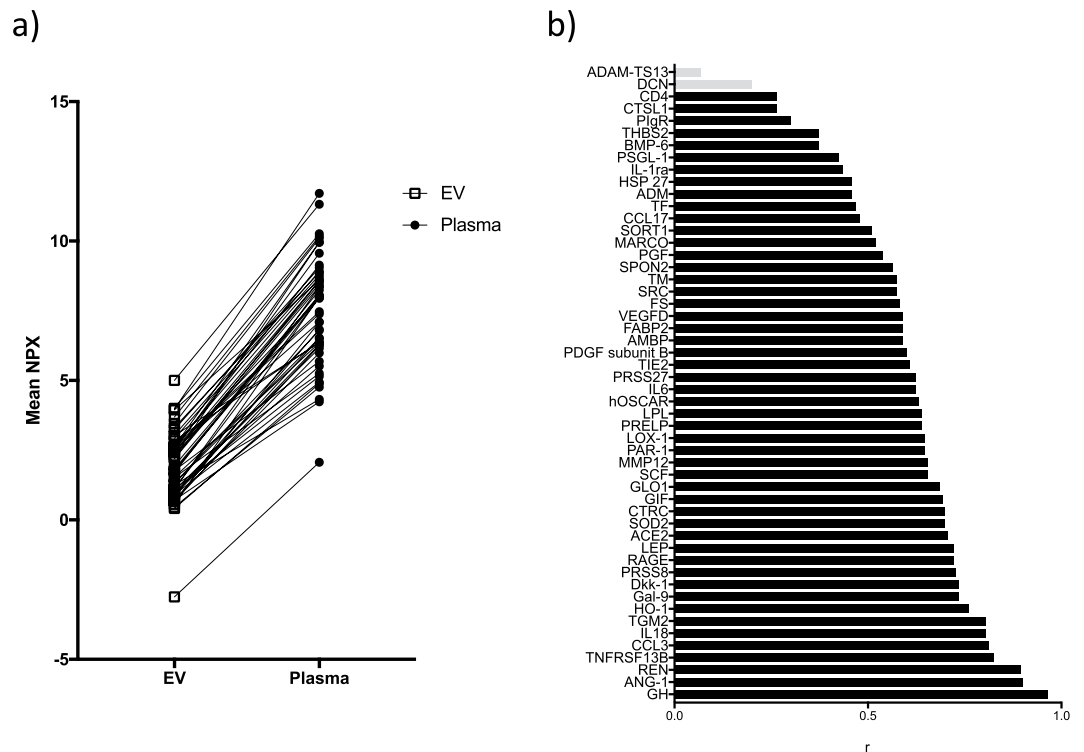 a)
15
10
5
0
-5
Mean NPX
EV
Plasma
EV
Plasma
b)
ADAM-TS13
DCN
CD4
CTSL1
PIgR
THBS2
BMP-6
PSGL-1
IL-1ra
HSP 27
ADM
TF
CCL17
SORT1
MARCO
PGF
SPON2
TM
SRC
FS
VEGFD
FABP2
AMBP
PDGF subunit B
TIE2
PRSS27
IL6
hOSCAR
LPL
PRELP
LOX-1
PAR-1
MMP12
SCF
GLO1
GIF
CTRC
SOD2
ACE2
LEP
RAGE
PRSS8
Dkk-1
Gal-9
HO-1
TGM2
IL18
CCL3
TNFRSF13B
REN
ANG-1
GH
0.0 0.5 1.0
r